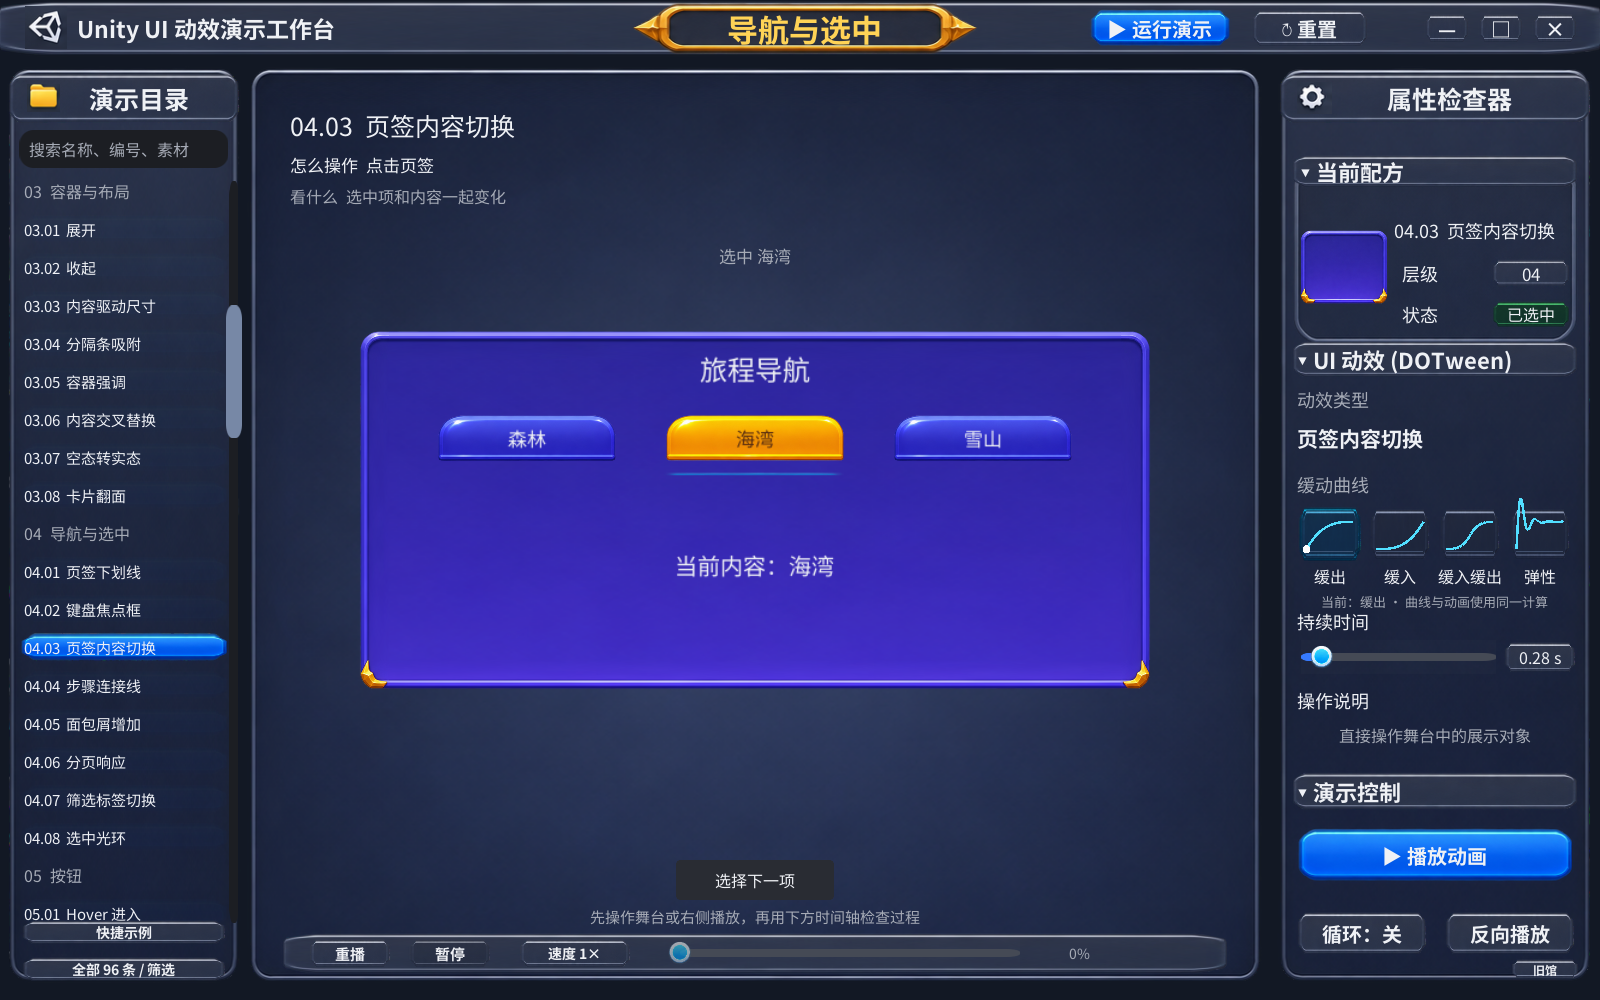 Unity UI 动效演示工作台
导航与选中
▶ 运行演示
重置
演示目录
搜索名称、编号、素材
03 容器与布局
03.01 展开
03.02 收起
03.03 内容驱动尺寸
03.04 分隔条吸附
03.05 容器强调
03.06 内容交叉替换
03.07 空态转实态
03.08 卡片翻面
04 导航与选中
04.01 页签下划线
04.02 键盘焦点框
04.03 页签内容切换
04.04 步骤连接线
04.05 面包屑增加
04.06 分页响应
04.07 筛选标签切换
04.08 选中光环
05 按钮
05.01 Hover 进入
快捷示例
全部 96 条 / 筛选
04.03 页签内容切换
怎么操作 点击页签
看什么 选中项和内容一起变化
选中 海湾
旅程导航
森林
海湾
雪山
当前内容：海湾
选择下一项
先操作舞台或右侧播放，再用下方时间轴检查过程
重播
暂停
速度 1×
0%
属性检查器
▼ 当前配方
04.03 页签内容切换
层级
04
状态
已选中
▼ UI 动效 (DOTween)
动效类型
页签内容切换
缓动曲线
缓出
缓入
缓入缓出
弹性
当前：缓出 · 曲线与动画使用同一计算
持续时间
0.28 s
操作说明
直接操作舞台中的展示对象
▼ 演示控制
▶ 播放动画
循环：关
反向播放
旧馆